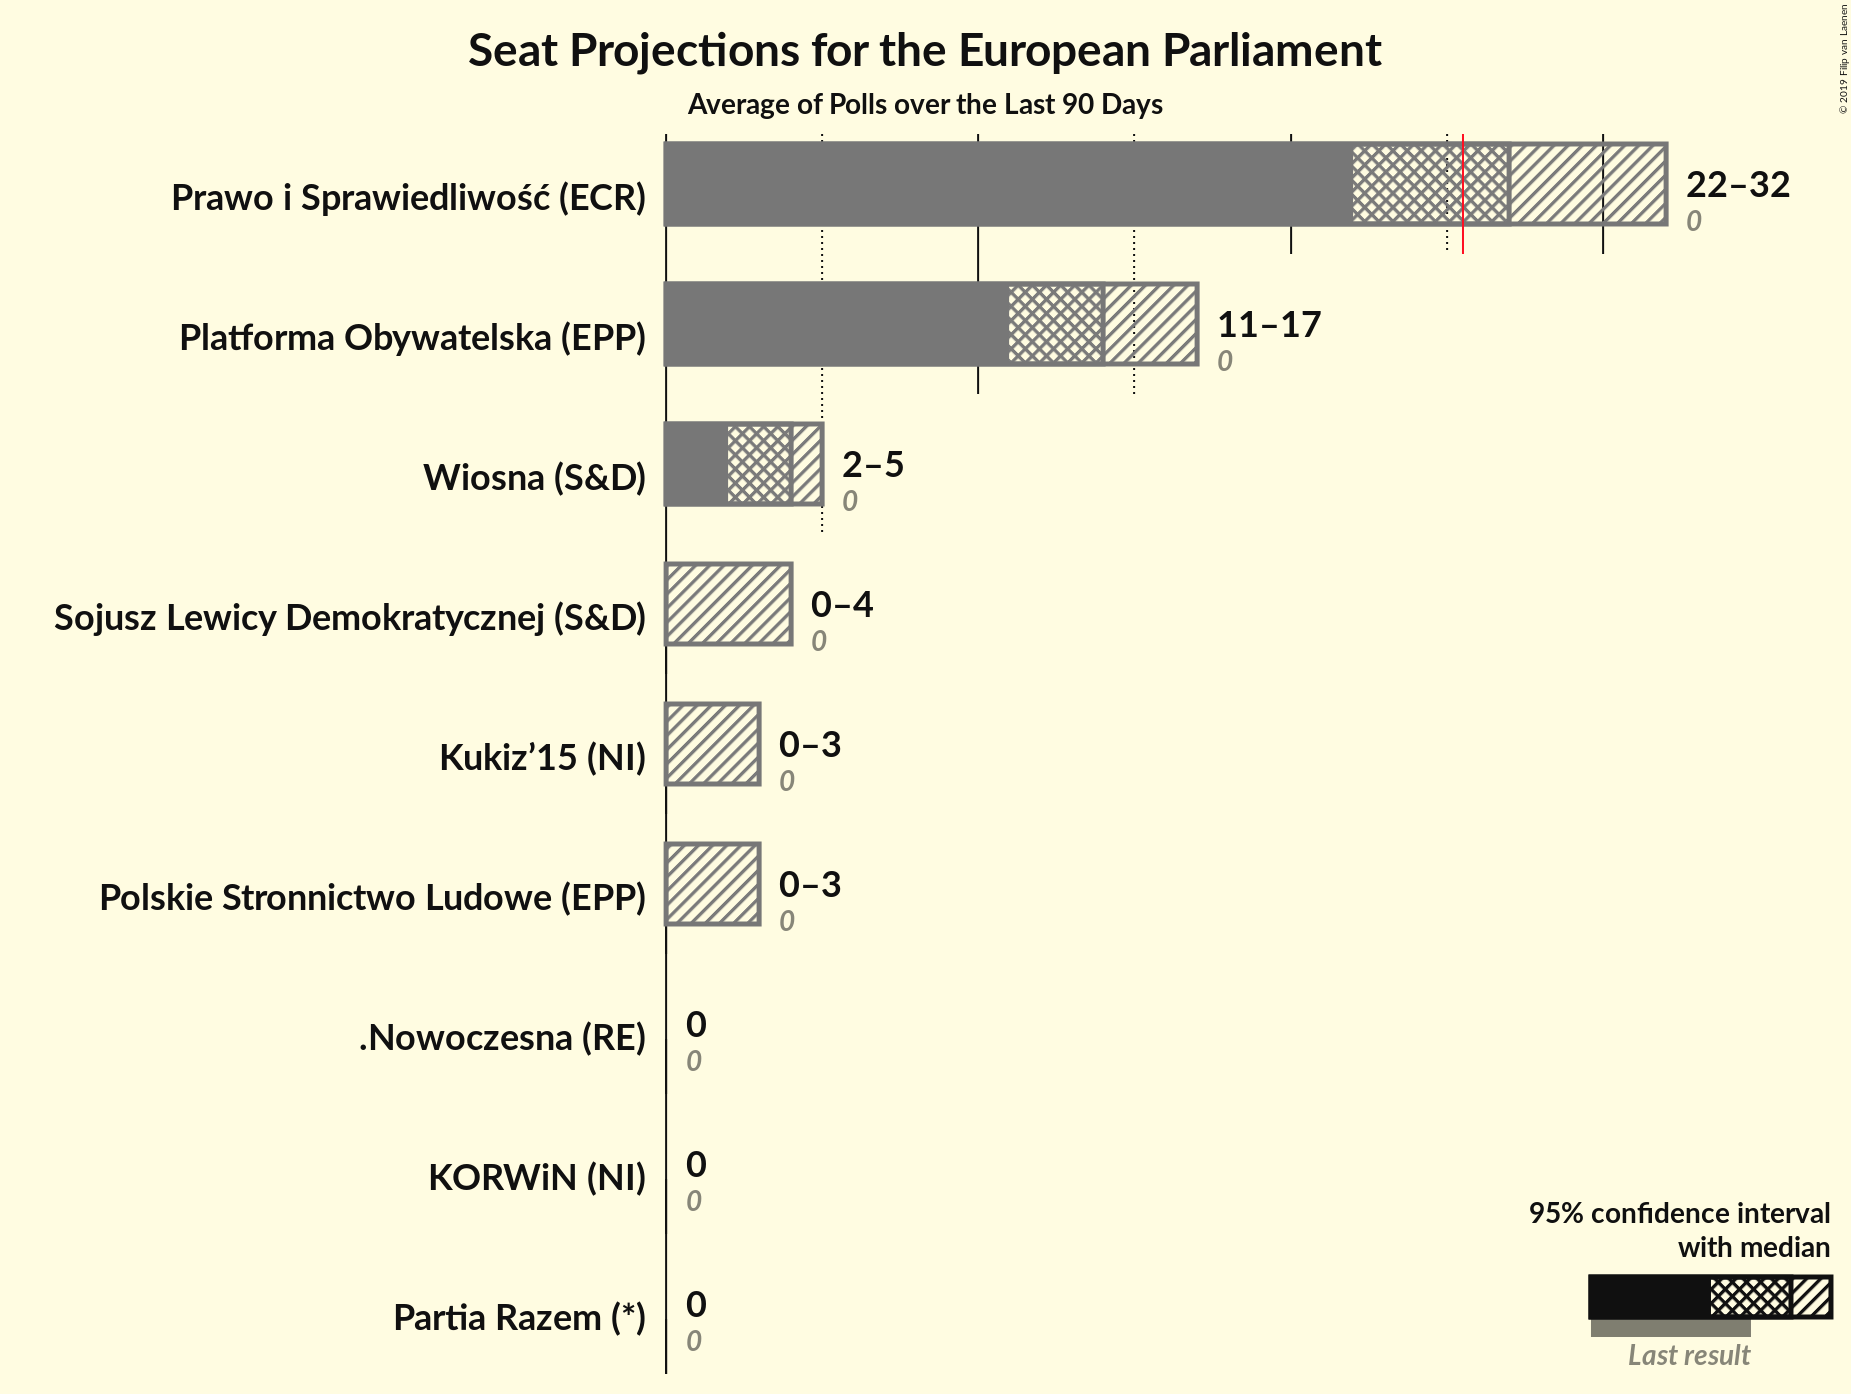 Seat Projections for the European Parliament
Average of Polls over the Last 90 Days
© 2019 Filip van Laenen
Prawo i Sprawiedliwość (ECR)
22–32
0
Platforma Obywatelska (EPP)
11–17
0
Wiosna (S&D)
2–5
0
Sojusz Lewicy Demokratycznej (S&D)
0–4
0
Kukiz’15 (NI)
0–3
0
Polskie Stronnictwo Ludowe (EPP)
0–3
0
.Nowoczesna (RE)
0
0
KORWiN (NI)
0
0
Partia Razem (*)
0
0
95% confidence interval
with median
Last result